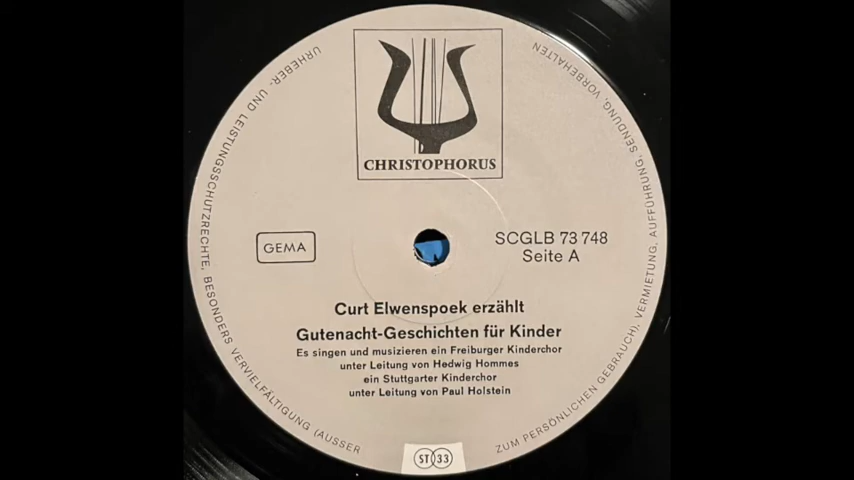 CHRISTOPHORUS
GEMA
SCGLB 73 748
Seite A
Curt Elwenspoek erzählt
Gutenacht-Geschichten für Kinder
Es singen und musizieren ein Freiburger Kinderchor
unter Leitung von Hedwig Hommes
ein Stuttgarter Kinderchor
unter Leitung von Paul Holstein
ST 33
URHEBER- UND LEISTUNGSSCHUTZRECHTE, BESONDERS VERVIELFÄLTIGUNG (AUSSER ZUM PERSÖNLICHEN GEBRAUCH), VERMIETUNG, AUFFÜHRUNG, SENDUNG, VORBEHALTEN